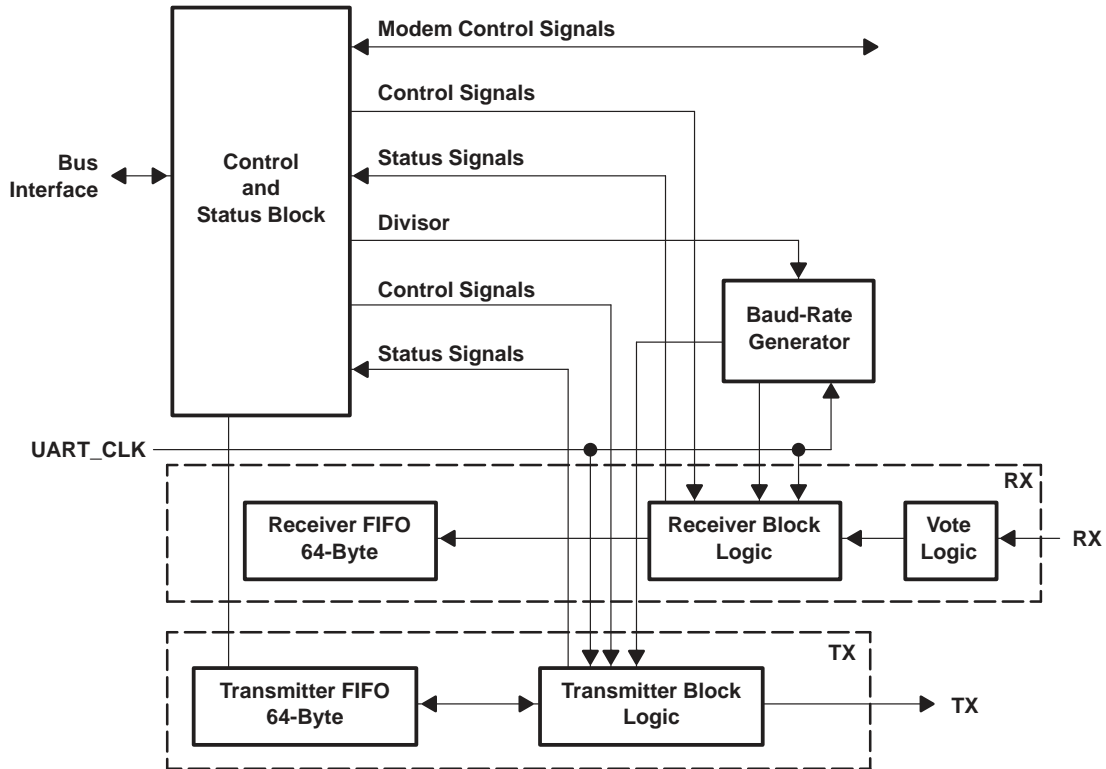 Modem Control Signals
Control Signals
Bus
Interface
Control
and
Status Block
Status Signals
Divisor
Control Signals
Baud-Rate
Generator
Status Signals
UART_CLK
RX
Receiver FIFO
64-Byte
Receiver Block
Logic
Vote
Logic
RX
TX
Transmitter FIFO
64-Byte
Transmitter Block
Logic
TX